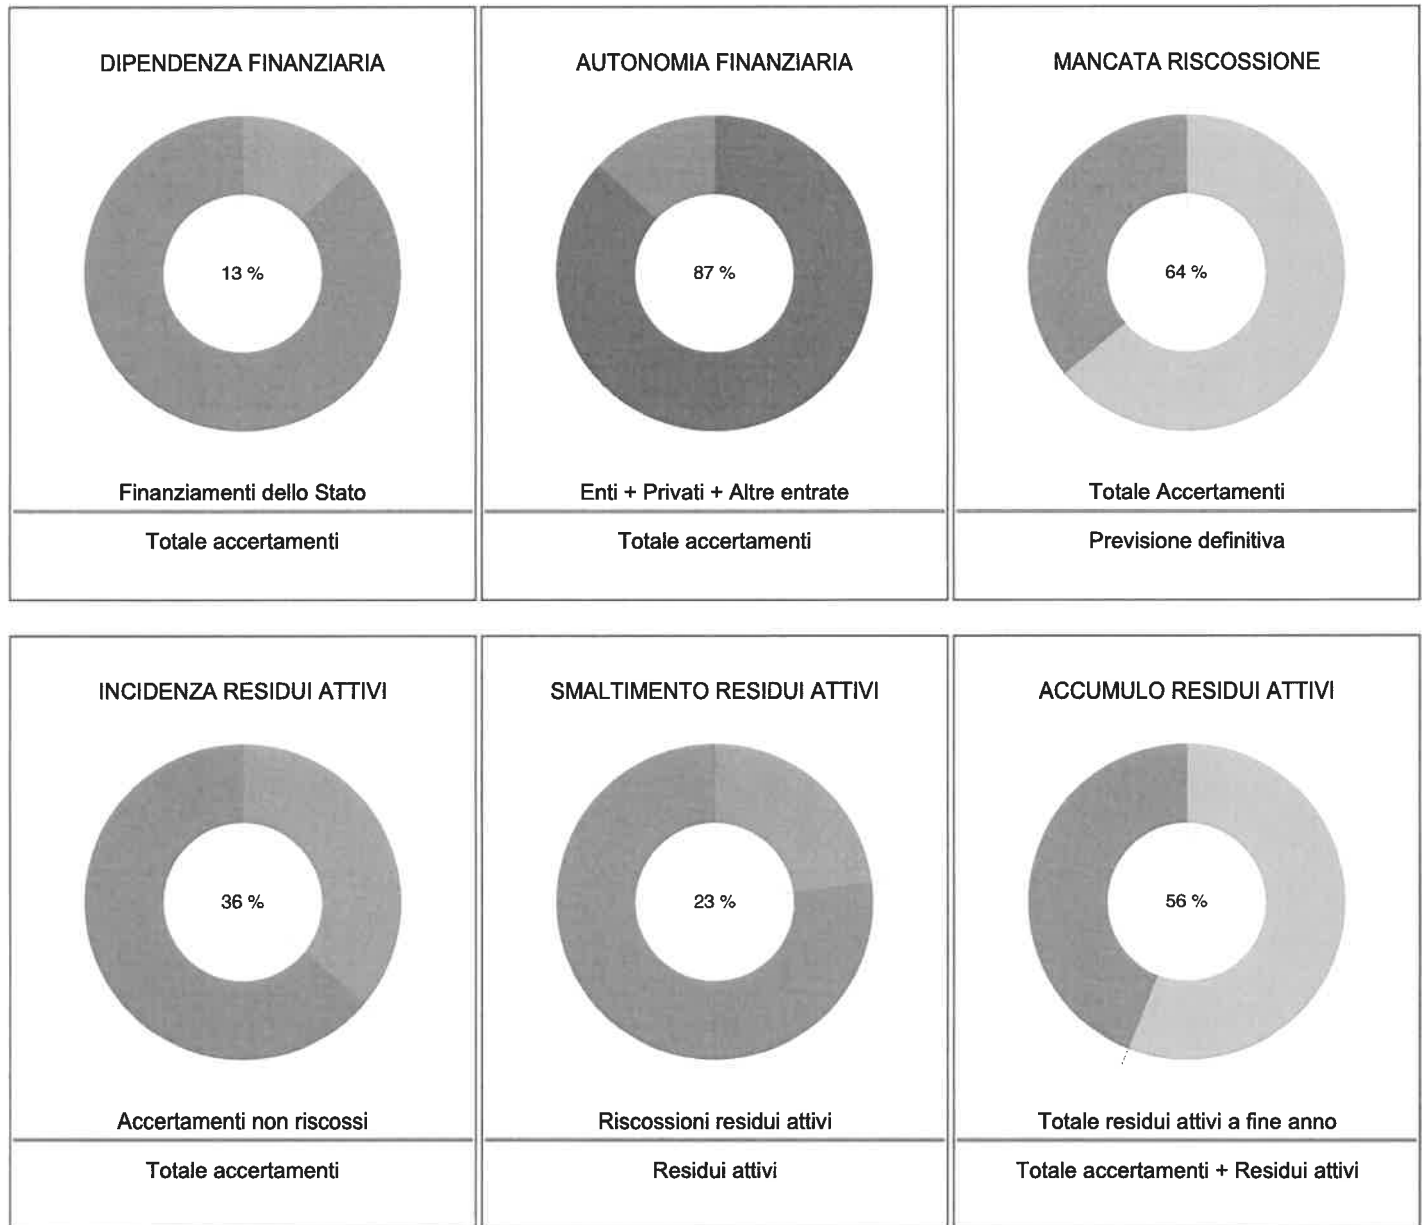 DIPENDENZA FINANZIARIA
13 %
Finanziamenti dello Stato
Totale accertamenti
AUTONOMIA FINANZIARIA
87 %
Enti + Privati + Altre entrate
Totale accertamenti
MANCATA RISCOSSIONE
64 %
Totale Accertamenti
Previsione definitiva
INCIDENZA RESIDUI ATTIVI
36 %
Accertamenti non riscossi
Totale accertamenti
SMALTIMENTO RESIDUI ATTIVI
23 %
Riscossioni residui attivi
Residui attivi
ACCUMULO RESIDUI ATTIVI
56 %
Totale residui attivi a fine anno
Totale accertamenti + Residui attivi